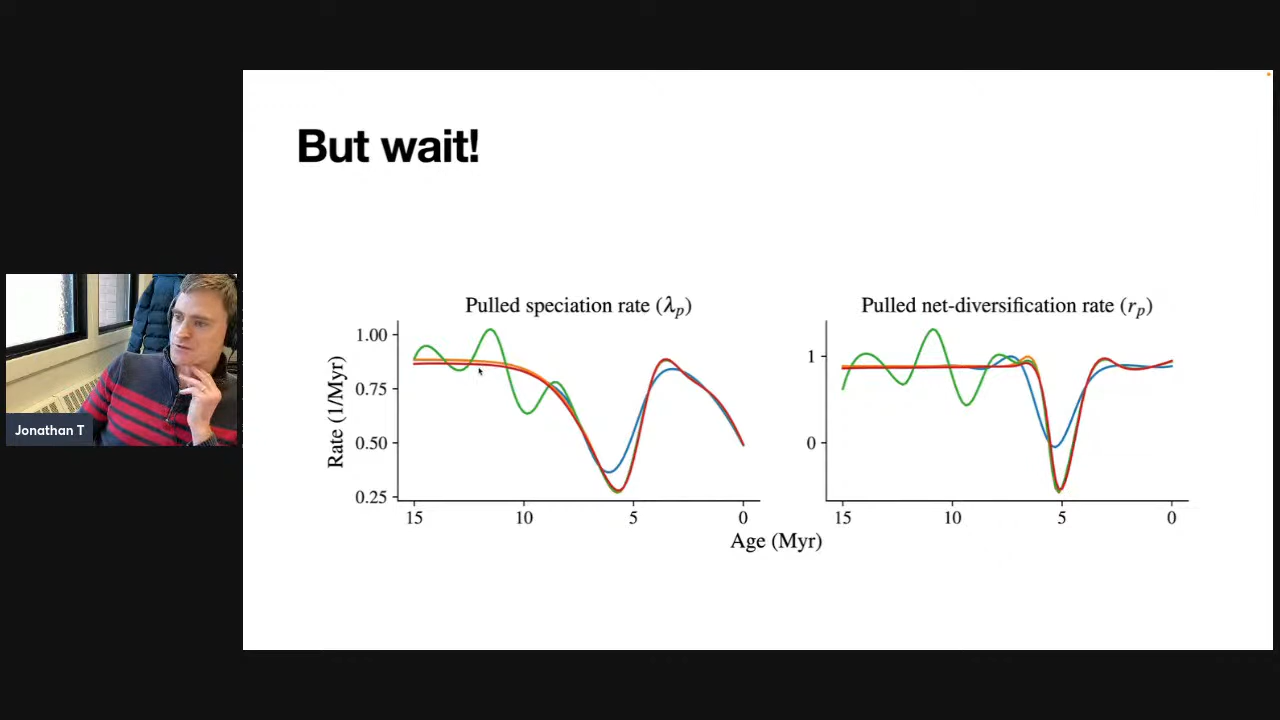 But wait!
Pulled speciation rate (λp)
Rate (1/Myr)
1.00
0.75
0.50
0.25
15 10 5 0
Pulled net-diversification rate (rp)
1
0
15 10 5 0
Age (Myr)
Jonathan T